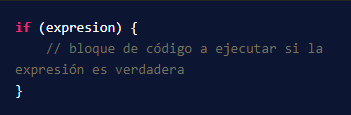 if (expresion) {
// bloque de código a ejecutar si la
expresión es verdadera
}